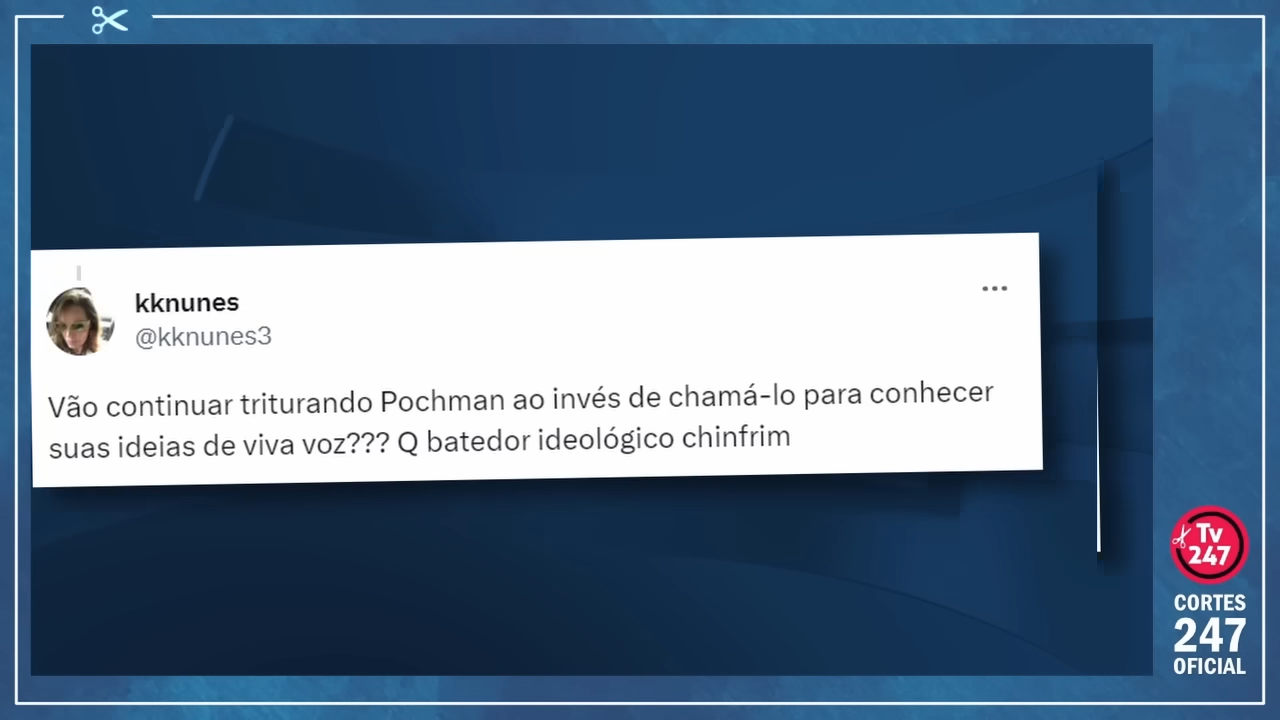 kknunes
@kknunes3
Vão continuar triturando Pochman ao invés de chamá-lo para conhecer
suas ideias de viva voz??? Q batedor ideológico chinfrim
Tv
247
CORTES
247
OFICIAL